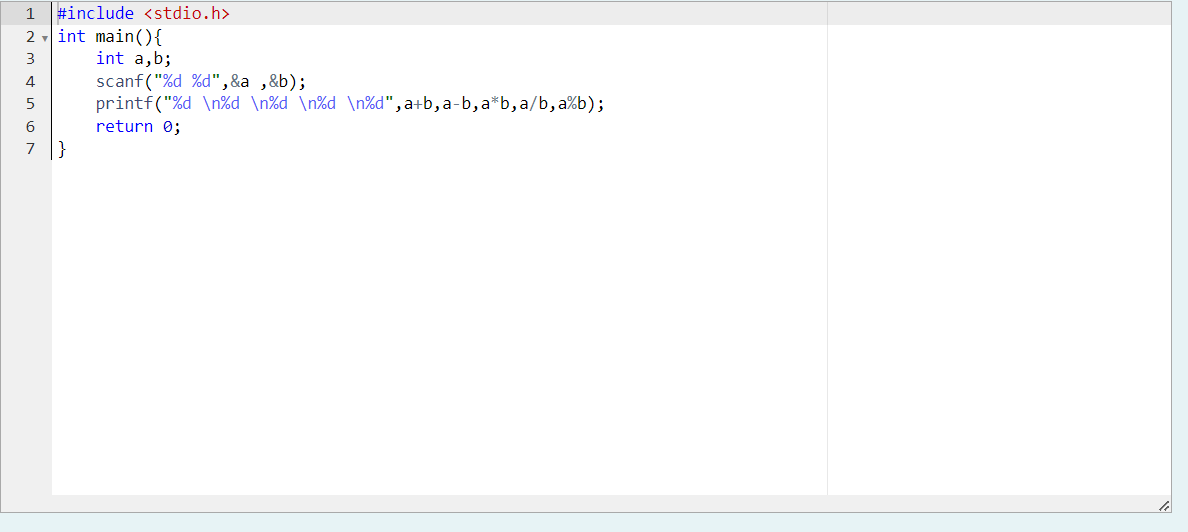 1 #include <stdio.h>
2 int main(){
3     int a,b;
4     scanf("%d %d",&a ,&b);
5     printf("%d \n%d \n%d \n%d \n%d",a+b,a-b,a*b,a/b,a%b);
6     return 0;
7 }